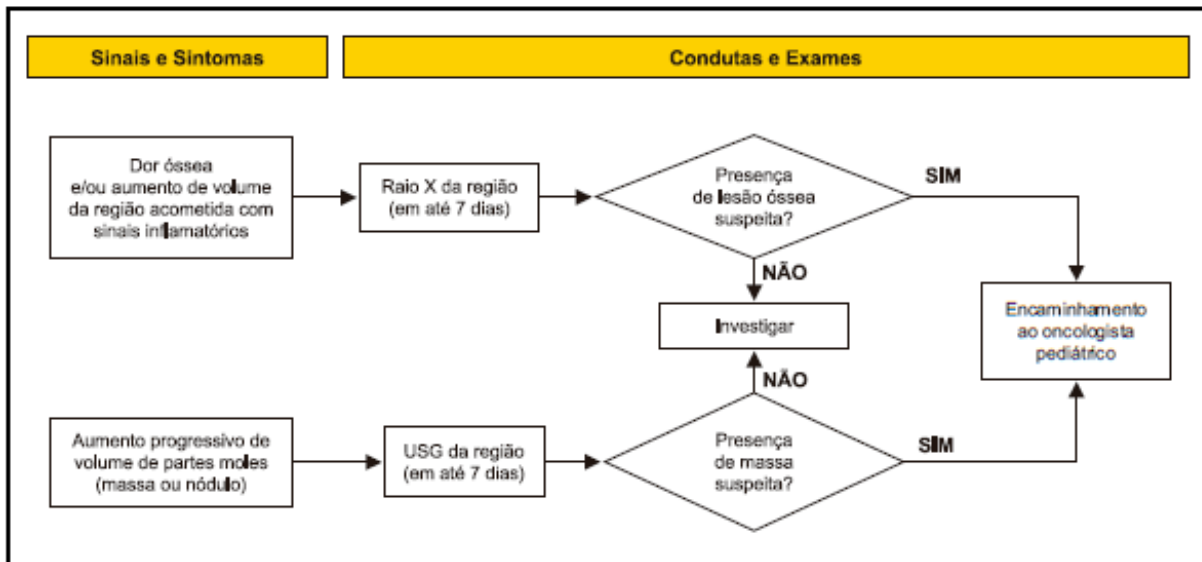 Sinais e Sintomas
Condutas e Exames
Dor óssea
e/ou aumento de volume
da região acometida com
sinais inflamatórios
Raio X da região
(em até 7 dias)
Presença
de lesão óssea
suspeita?
SIM
NÃO
Investigar
Encaminhamento
ao oncologista
pediátrico
NÃO
Aumento progressivo de
volume de partes moles
(massa ou nódulo)
USG da região
(em até 7 dias)
Presença
de massa
suspeita?
SIM